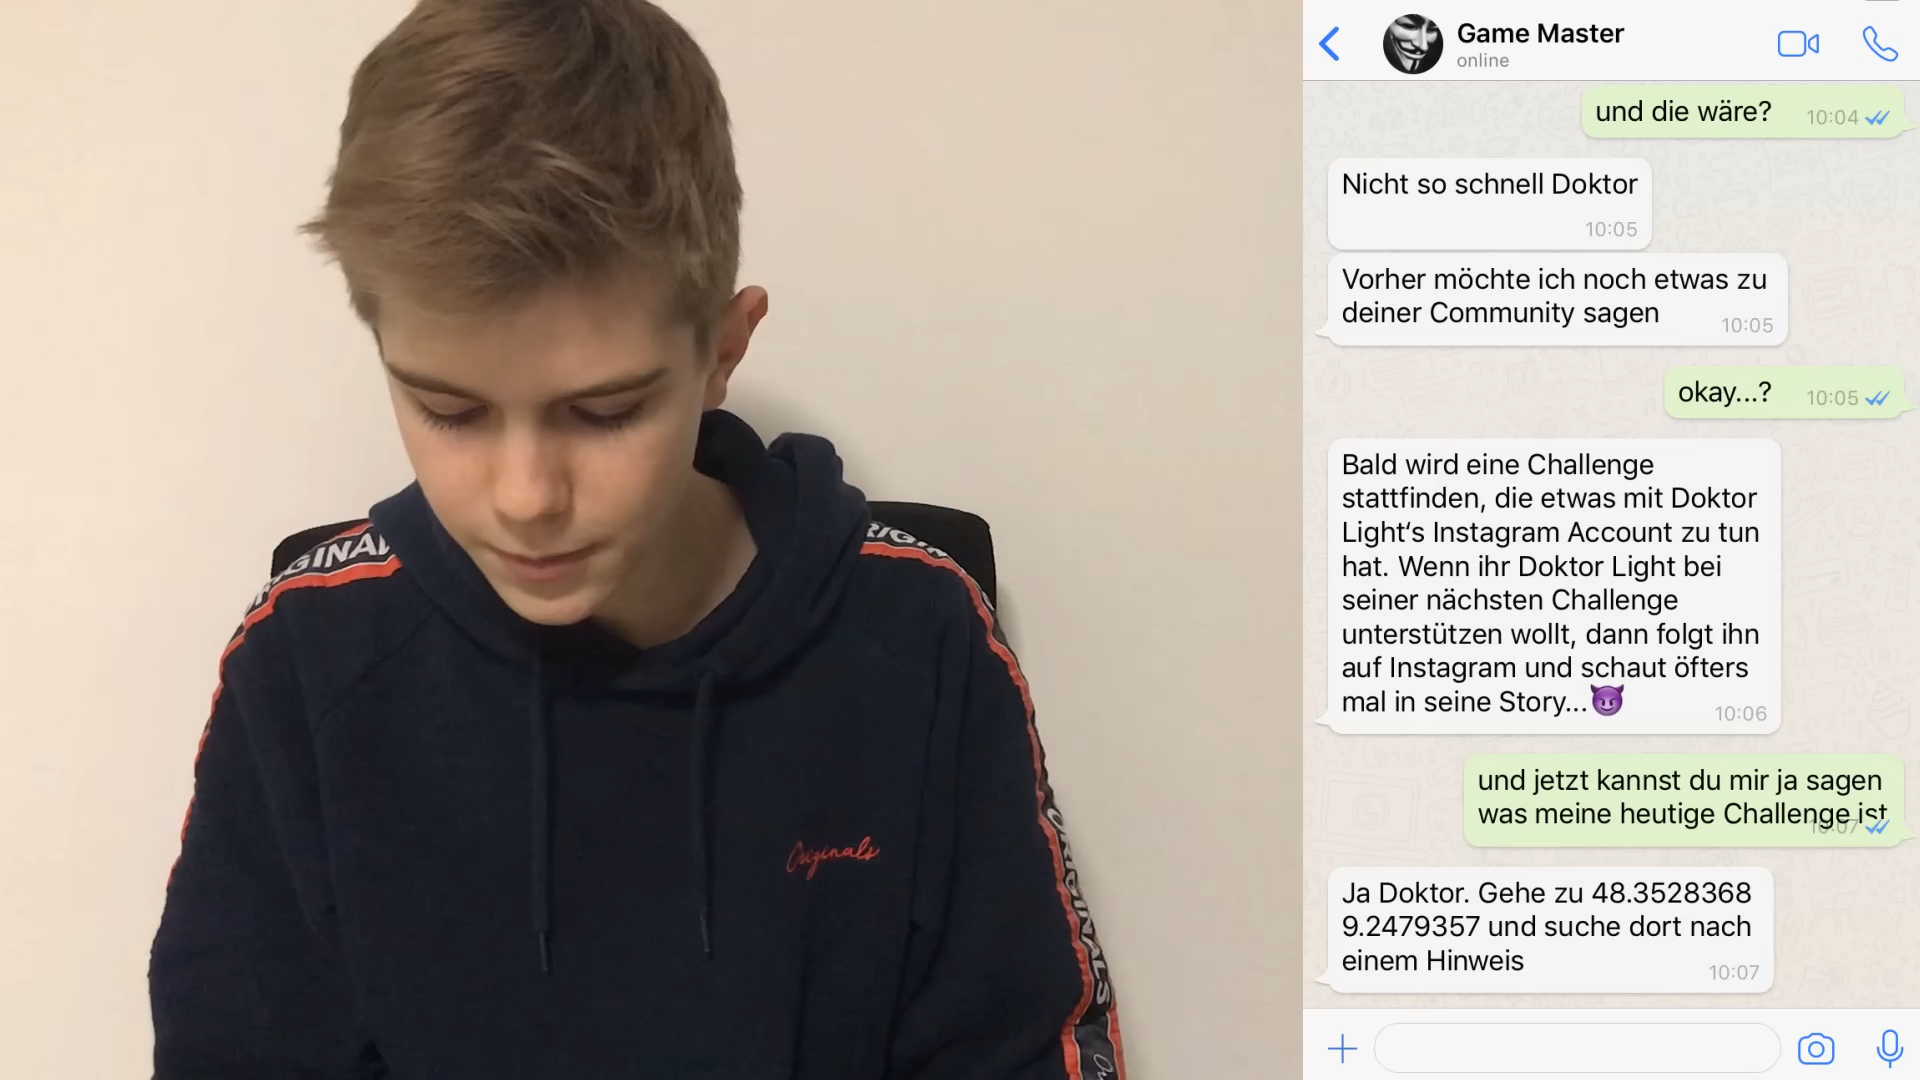 Game Master
online
und die wäre?
10:04
Nicht so schnell Doktor
10:05
Vorher möchte ich noch etwas zu
deiner Community sagen
10:05
okay...?
10:05
Bald wird eine Challenge
stattfinden, die etwas mit Doktor
Light‘s Instagram Account zu tun
hat. Wenn ihr Doktor Light bei
seiner nächsten Challenge
unterstützen wollt, dann folgt ihn
auf Instagram und schaut öfters
mal in seine Story...😈
10:06
und jetzt kannst du mir ja sagen
was meine heutige Challenge ist
10:07
Ja Doktor. Gehe zu 48.3528368
9.2479357 und suche dort nach
einem Hinweis
10:07
Originals
ORIGINALS